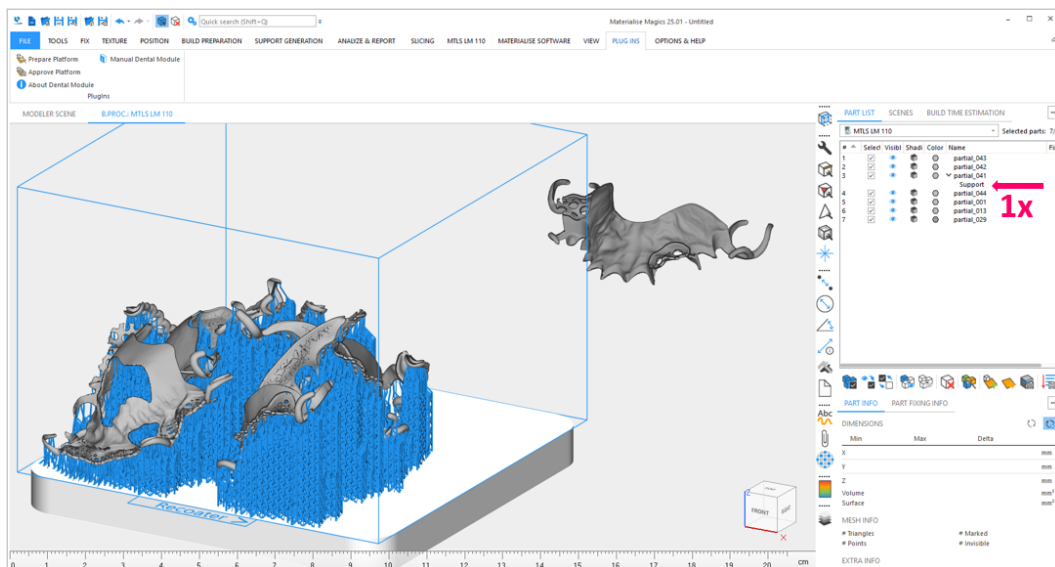 Quick search (Shift+Q)
Materialise Magics 25.01 - Untitled
FILE TOOLS FIX TEXTURE POSITION BUILD PREPARATION SUPPORT GENERATION ANALYZE & REPORT SLICING MTLS LM 110 MATERIALISE SOFTWARE VIEW PLUG INS OPTIONS & HELP
Prepare Platform Manual Dental Module
Approve Platform
About Dental Module
PlugIns
MODELER SCENE B.PROC.: MTLS LM 110
PART LIST SCENES BUILD TIME ESTIMATION
MTLS LM 110 Selected parts: 7/
# Select Visibl Shadi Color Name Fi
1 partial_043
2 partial_042
3 partial_041
Support
1x
4 partial_044
5 partial_001
6 partial_013
7 partial_029
Abc
PART INFO PART FIXING INFO
DIMENSIONS
Min Max Delta
X mm
Y mm
Z mm
Volume mm³
Surface mm²
MESH INFO
# Triangles # Marked
# Points # Invisible
EXTRA INFO
Recoater
Z
FRONT
X
0 1 2 3 4 5 6 7 8 9 10 11 12 13 14 15 16 17 18 19 20 cm